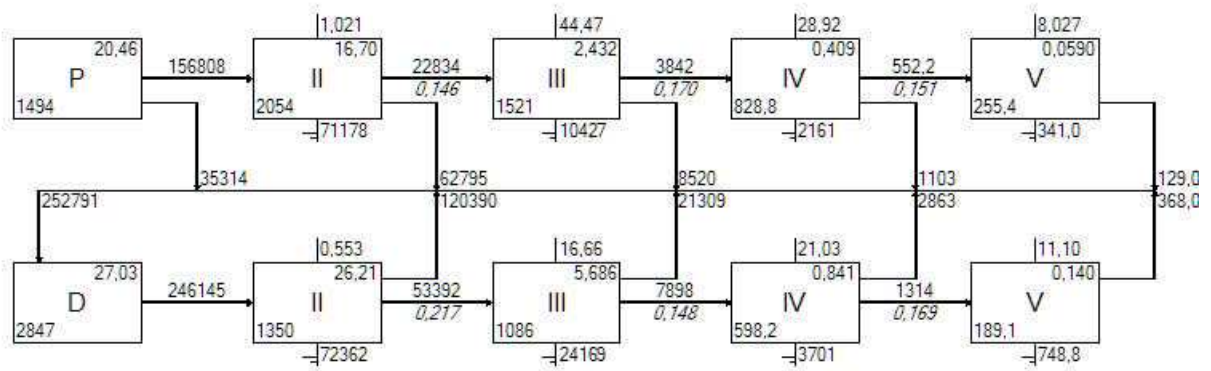 1,021 44,47 28,92 8,027
20,46 16,70 2,432 0,409 0,0590
P 156808 II 22834 III 3842 IV 552,2 V
0,146 0,170 0,151
1494 2054 1521 828,8 255,4
71178 10427 2161 341,0
35314 62795 8520 1103 129,0
252791 120390 21309 2863 368,0
0,553 16,66 21,03 11,10
27,03 26,21 5,686 0,841 0,140
D 246145 II 53392 III 7898 IV 1314 V
0,217 0,148 0,169
2847 1350 1086 598,2 189,1
72362 24169 3701 748,8